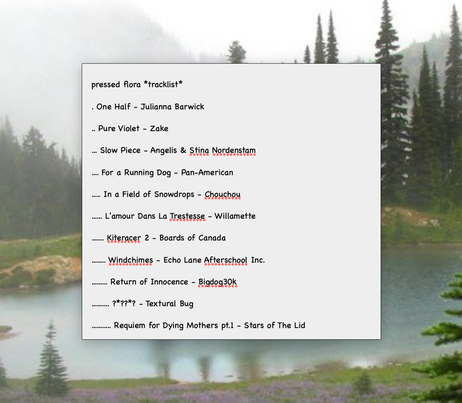 pressed flora *tracklist*
. One Half - Julianna Barwick
.. Pure Violet - Zake
... Slow Piece - Angelis & Stina Nordenstam
.... For a Running Dog - Pan-American
..... In a Field of Snowdrops - Chouchou
...... L'amour Dans La Trestesse - Willamette
....... Kiteracer 2 - Boards of Canada
........ Windchimes - Echo Lane Afterschool Inc.
......... Return of Innocence - Bigdog30k
.......... ?*??*? - Textural Bug
........... Requiem for Dying Mothers pt.1 - Stars of The Lid